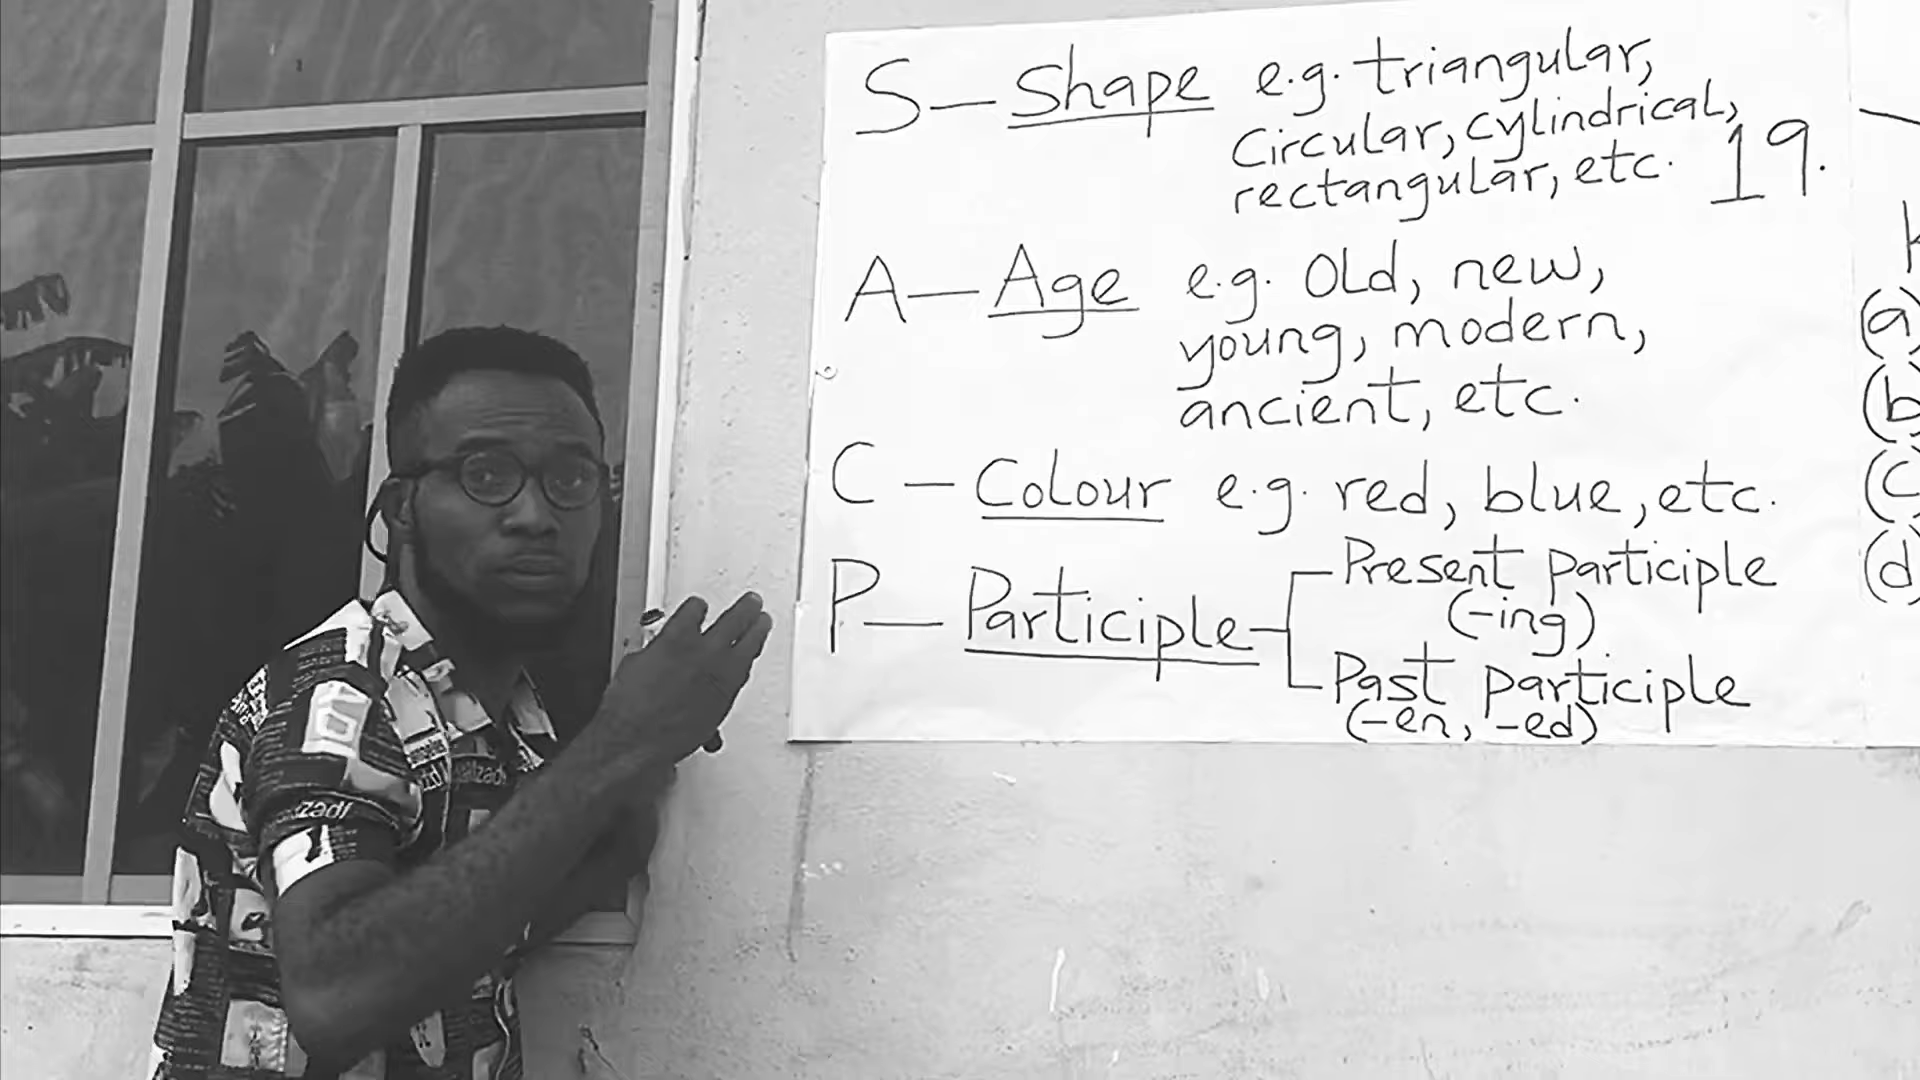 S — Shape e.g. triangular,
Circular, cylindrical,
rectangular, etc.
19.
A — Age e.g. Old, new,
young, modern,
ancient, etc.
C — Colour e.g. red, blue, etc.
P — Participle
Present participle
(-ing)
Past participle
(-en, -ed)
(a)
(b)
(c)
(d)